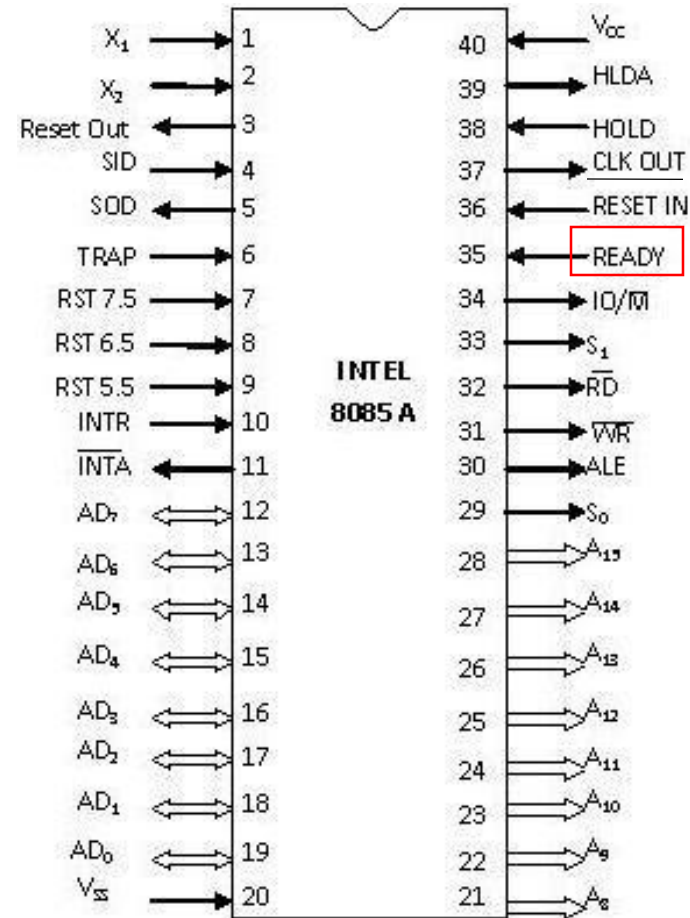 X₁ 1 40 Vcc
X₂ 2 39 HLDA
Reset Out 3 38 HOLD
SID 4 37 CLK OUT
SOD 5 36 RESET IN
TRAP 6 35 READY
RST 7.5 7 34 IO/M
RST 6.5 8 33 S₁
RST 5.5 9 32 RD
INTEL
8085 A
INTR 10 31 WR
INTA 11 30 ALE
AD₇ 12 29 S₀
AD₆ 13 28 A₁₅
AD₅ 14 27 A₁₄
AD₄ 15 26 A₁₃
AD₃ 16 25 A₁₂
AD₂ 17 24 A₁₁
AD₁ 18 23 A₁₀
AD₀ 19 22 A₉
Vss 20 21 A₈